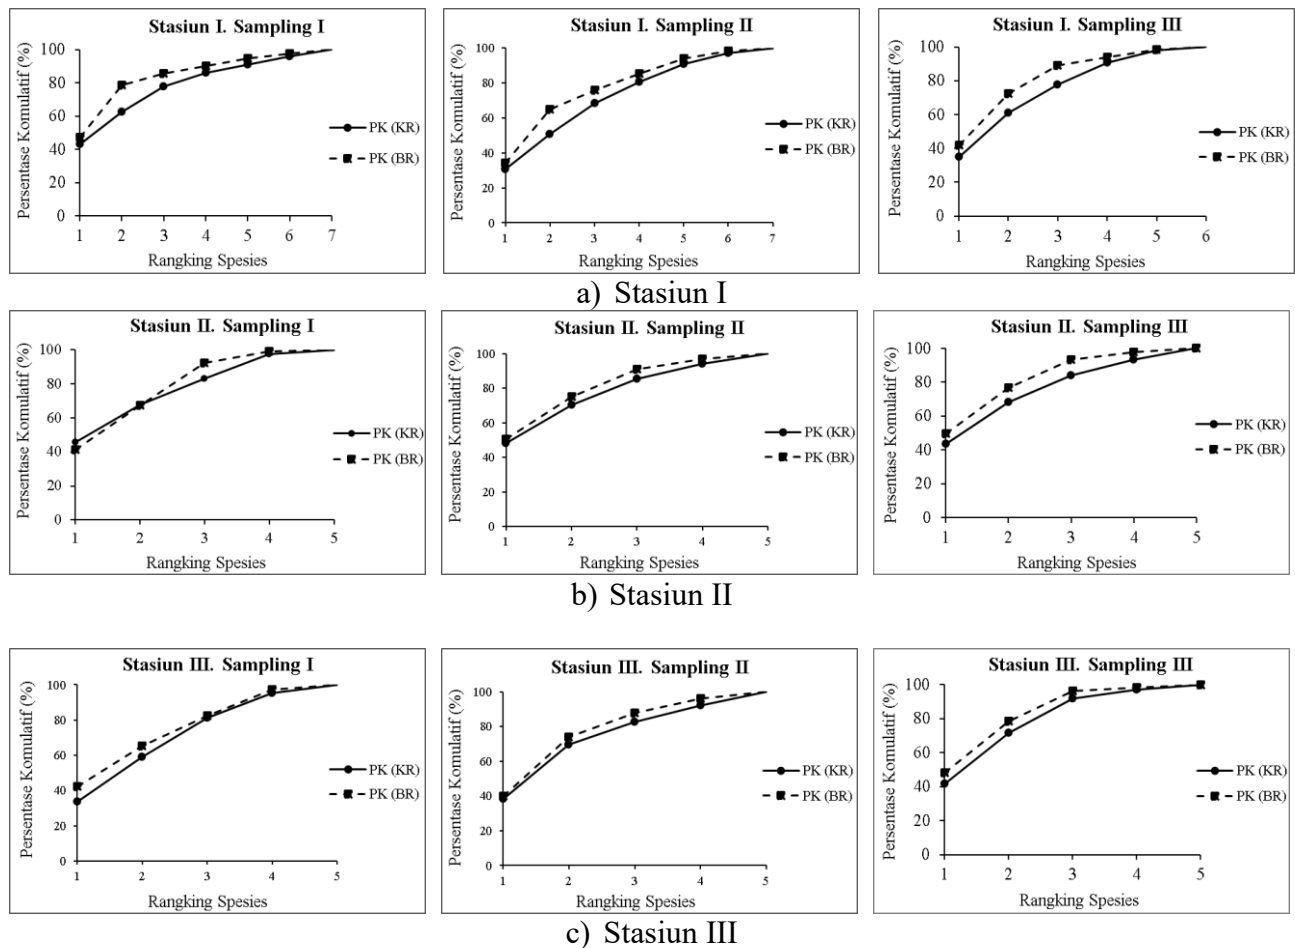 Stasiun I. Sampling I
Persentase Komulatif (%)
100
80
60
40
20
0
1 2 3 4 5 6 7
Rangking Spesies
PK (KR)
PK (BR)
Stasiun I. Sampling II
Persentase Komulatif (%)
100
80
60
40
20
0
1 2 3 4 5 6 7
Rangking Spesies
PK (KR)
PK (BR)
Stasiun I. Sampling III
Persentase Komulatif (%)
100
80
60
40
20
0
1 2 3 4 5 6
Rangking Spesies
PK (KR)
PK (BR)
a) Stasiun I
Stasiun II. Sampling I
Persentase Komulatif (%)
100
80
60
40
20
0
1 2 3 4 5
Rangking Spesies
PK (KR)
PK (BR)
Stasiun II. Sampling II
Persentase Komulatif (%)
100
80
60
40
20
0
1 2 3 4 5
Rangking Spesies
PK (KR)
PK (BR)
Stasiun II. Sampling III
Persentase Komulatif (%)
100
80
60
40
20
0
1 2 3 4 5
Rangking Spesies
PK (KR)
PK (BR)
b) Stasiun II
Stasiun III. Sampling I
Persentase Komulatif (%)
100
80
60
40
20
0
1 2 3 4 5
Rangking Spesies
PK (KR)
PK (BR)
Stasiun III. Sampling II
Persentase Komulatif (%)
100
80
60
40
20
0
1 2 3 4 5
Rangking Spesies
PK (KR)
PK (BR)
Stasiun III. Sampling III
Persentase Komulatif (%)
100
80
60
40
20
0
1 2 3 4 5
Rangking Spesies
PK (KR)
PK (BR)
c) Stasiun III